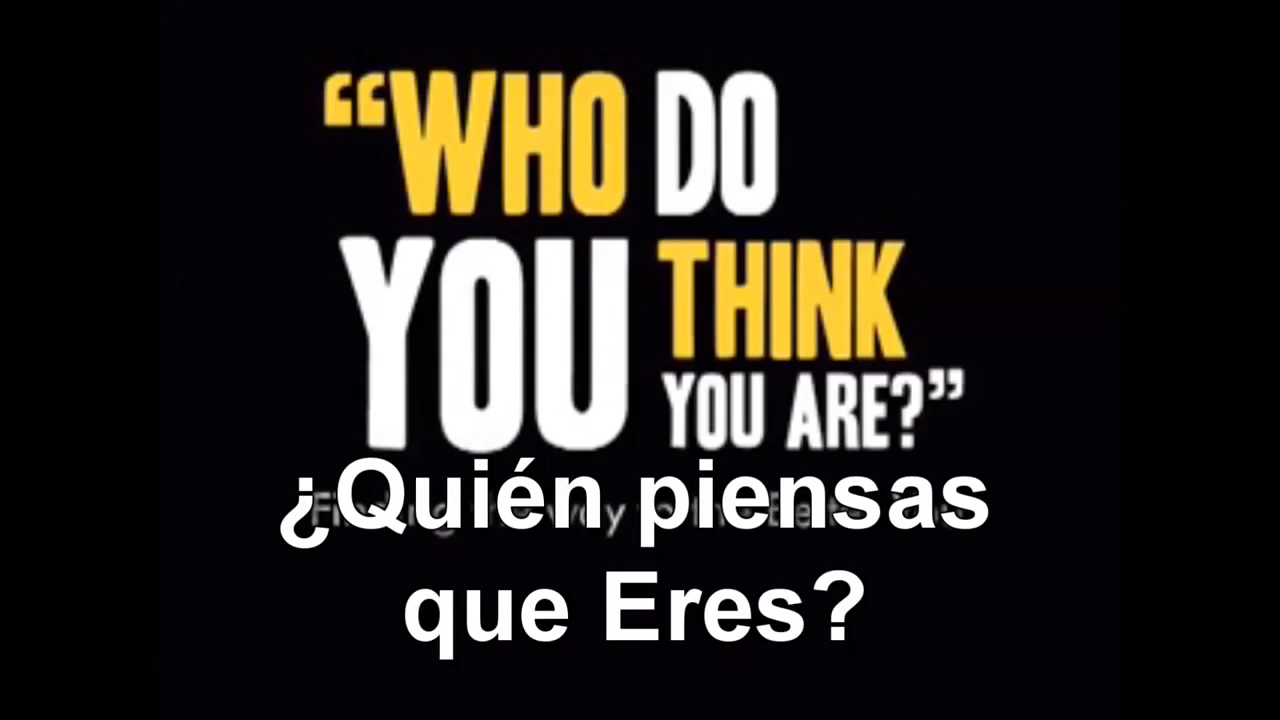 “WHO DO
YOU THINK
YOU ARE?”
¿Quién piensas
que Eres?